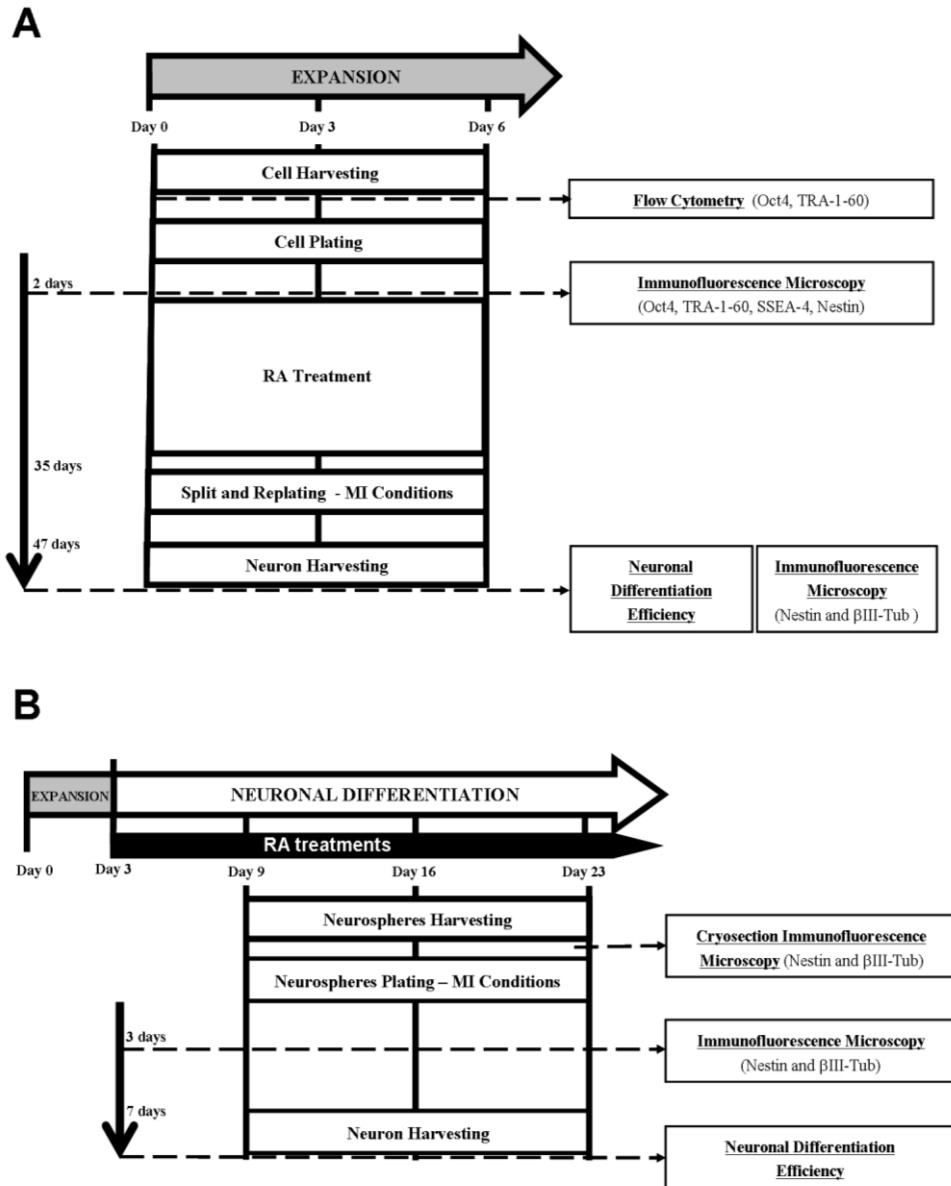 A
EXPANSION
Day 0
Day 3
Day 6
Cell Harvesting
Flow Cytometry (Oct4, TRA-1-60)
Cell Plating
2 days
Immunofluorescence Microscopy
(Oct4, TRA-1-60, SSEA-4, Nestin)
RA Treatment
35 days
Split and Replating - MI Conditions
47 days
Neuron Harvesting
Neuronal
Differentiation
Efficiency
Immunofluorescence
Microscopy
(Nestin and βIII-Tub )
B
EXPANSION
NEURONAL DIFFERENTIATION
RA treatments
Day 0
Day 3
Day 9
Day 16
Day 23
Neurospheres Harvesting
Cryosection Immunofluorescence
Microscopy (Nestin and βIII-Tub)
Neurospheres Plating – MI Conditions
3 days
Immunofluorescence Microscopy
(Nestin and βIII-Tub)
7 days
Neuron Harvesting
Neuronal Differentiation
Efficiency